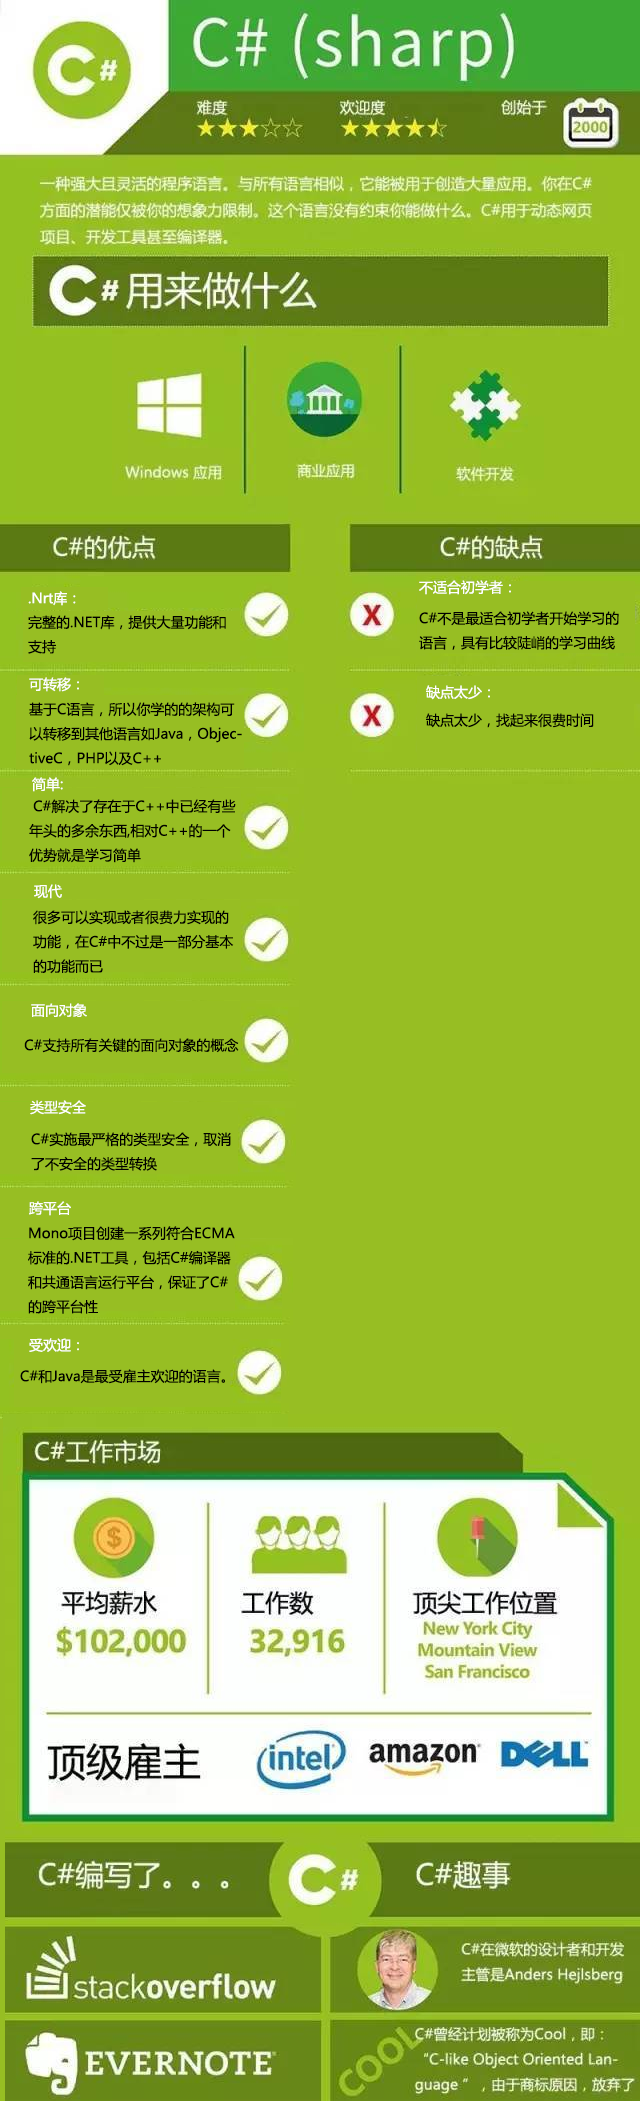 C#
C# (sharp)
难度
欢迎度
创始于
2000
一种强大且灵活的程序语言。与所有语言相似，它能被用于创造大量应用。你在C#
方面的潜能仅被你的想象力限制。这个语言没有约束你能做什么。C#用于动态网页
项目、开发工具甚至编译器。
C# 用来做什么
Windows 应用
商业应用
软件开发
C#的优点
.Nrt库：
完整的.NET库，提供大量功能和
支持
可转移：
基于C语言，所以你学的的架构可
以转移到其他语言如Java，Objec-
tiveC，PHP以及C++
简单:
C#解决了存在于C++中已经有些
年头的多余东西,相对C++的一个
优势就是学习简单
现代
很多可以实现或者很费力实现的
功能，在C#中不过是一部分基本
的功能而已
面向对象
C#支持所有关键的面向对象的概念
类型安全
C#实施最严格的类型安全，取消
了不安全的类型转换
跨平台
Mono项目创建一系列符合ECMA
标准的.NET工具，包括C#编译器
和共通语言运行平台，保证了C#
的跨平台性
受欢迎：
C#和Java是最受雇主欢迎的语言。
C#的缺点
不适合初学者：
X
C#不是最适合初学者开始学习的
语言，具有比较陡峭的学习曲线
缺点太少：
X
缺点太少，找起来很费时间
C#工作市场
$
平均薪水
$102,000
工作数
32,916
顶尖工作位置
New York City
Mountain View
San Francisco
顶级雇主
intel
amazon
DELL
C#编写了。。。
C#
C#趣事
stackoverflow
EVERNOTE
C#在微软的设计者和开发
主管是Anders Hejlsberg
COOL
C#曾经计划被称为Cool，即：
“C-like Object Oriented Lan-
guage ”，由于商标原因，放弃了